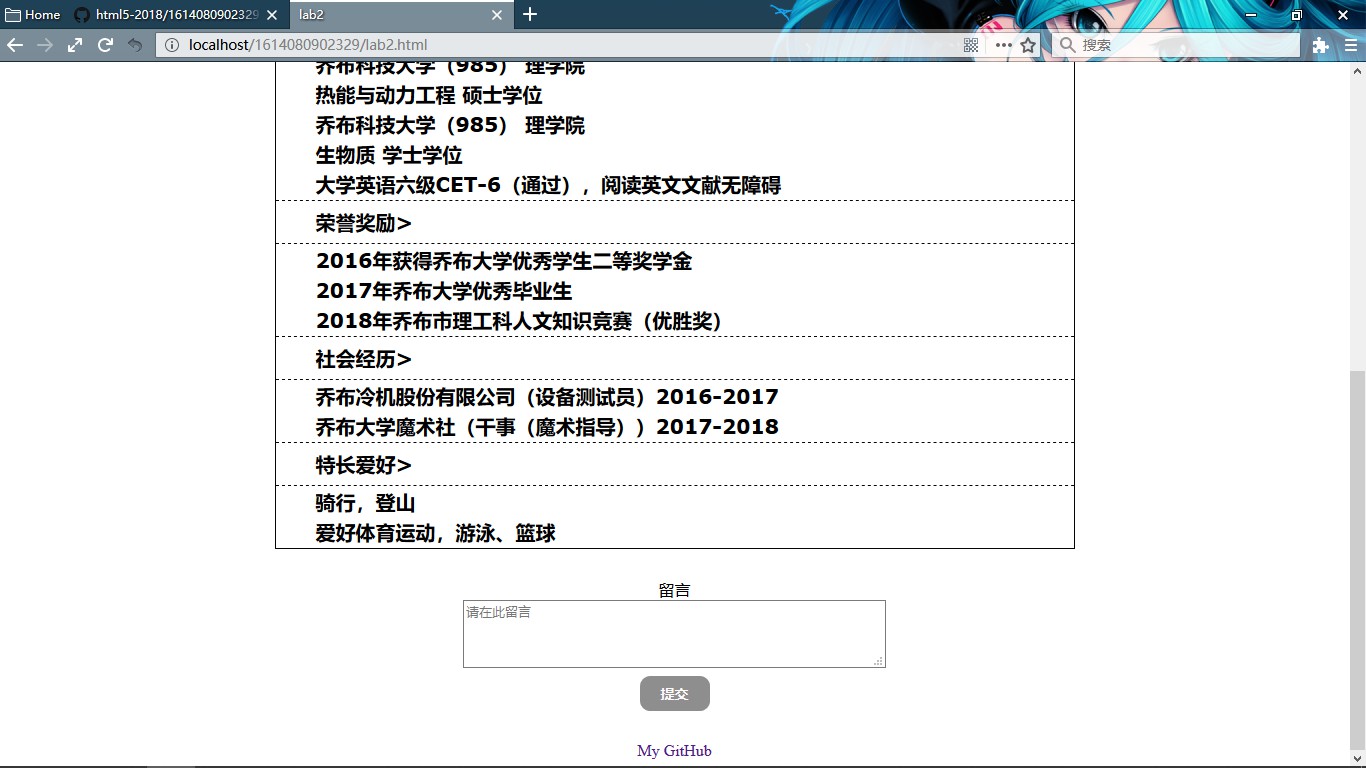 Home
html5-2018/1614080902329
lab2
localhost/1614080902329/lab2.html
搜索
乔布科技大学（985） 理学院
热能与动力工程 硕士学位
乔布科技大学（985） 理学院
生物质 学士学位
大学英语六级CET-6（通过），阅读英文文献无障碍
荣誉奖励>
2016年获得乔布大学优秀学生二等奖学金
2017年乔布大学优秀毕业生
2018年乔布市理工科人文知识竞赛（优胜奖）
社会经历>
乔布冷机股份有限公司（设备测试员）2016-2017
乔布大学魔术社（干事（魔术指导））2017-2018
特长爱好>
骑行，登山
爱好体育运动，游泳、篮球
留言
请在此留言
提交
My GitHub